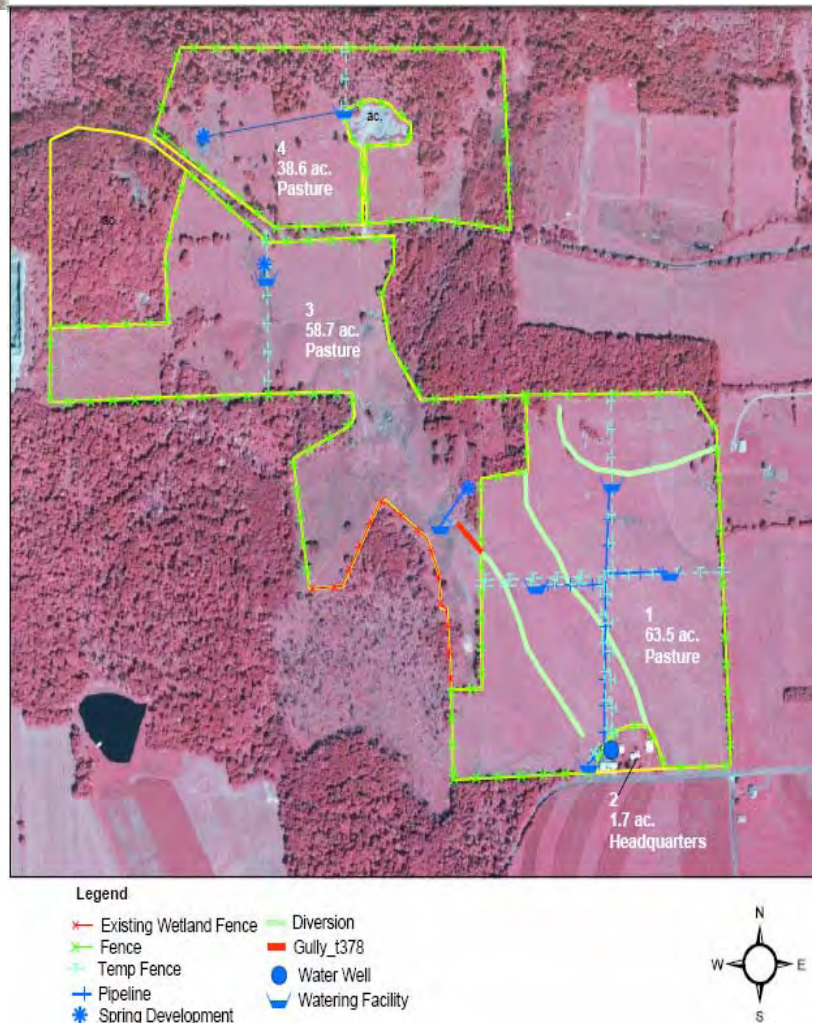 ac.
4
38.6 ac.
Pasture
ac.
3
58.7 ac.
Pasture
1
63.5 ac.
Pasture
2
1.7 ac.
Headquarters
Legend
Existing Wetland Fence
Fence
Temp Fence
Pipeline
Spring Development
Diversion
Gully_t378
Water Well
Watering Facility
N
W E
S